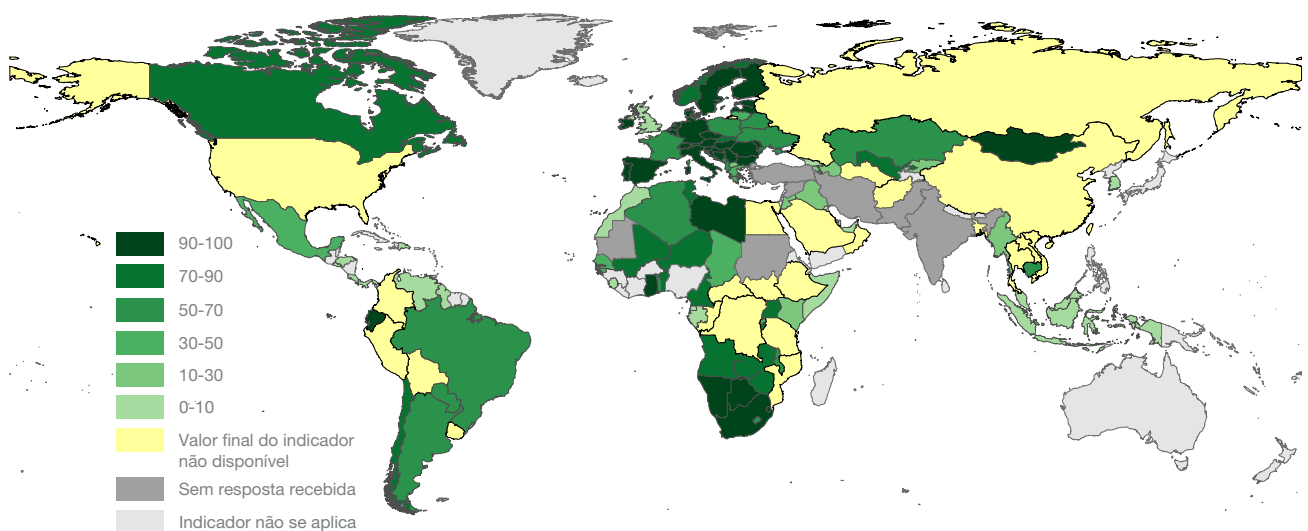 90-100
70-90
50-70
30-50
10-30
0-10
Valor final do indicador
não disponível
Sem resposta recebida
Indicador não se aplica